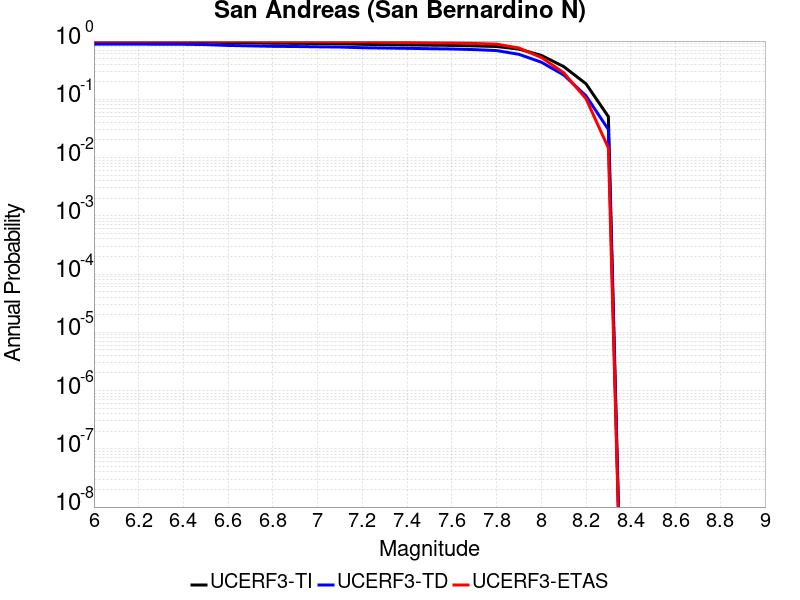 San Andreas (San Bernardino N)
10^0
10^-1
10^-2
10^-3
10^-4
10^-5
10^-6
10^-7
10^-8
Annual Probability
6 6.2 6.4 6.6 6.8 7 7.2 7.4 7.6 7.8 8 8.2 8.4 8.6 8.8 9
Magnitude
UCERF3-TI UCERF3-TD UCERF3-ETAS